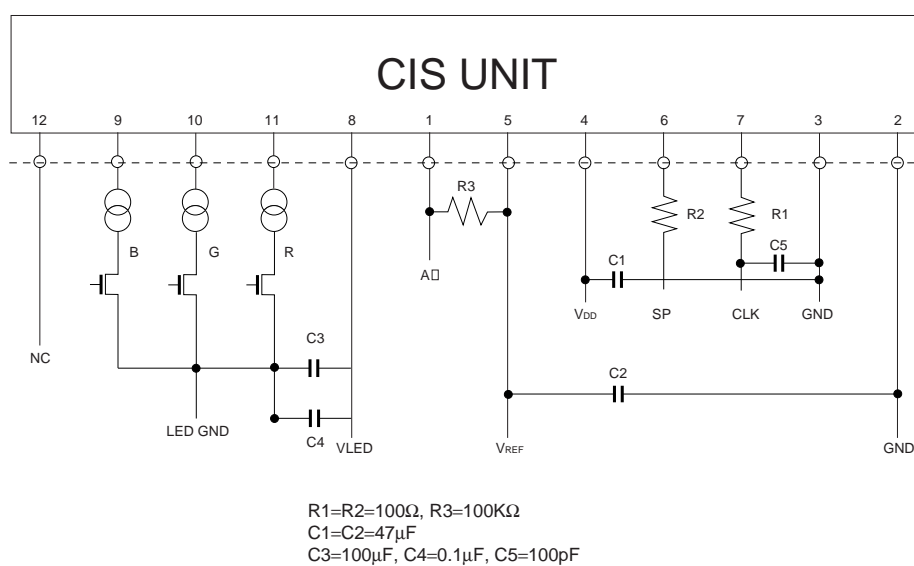 CIS UNIT
12 9 10 11 8 1 5 4 6 7 3 2
R3
R2 R1
B G R
C1 C5
A
VDD SP CLK GND
NC
C3
C2
LED GND
C4 VLED VREF GND
R1=R2=100Ω, R3=100KΩ
C1=C2=47μF
C3=100μF, C4=0.1μF, C5=100pF